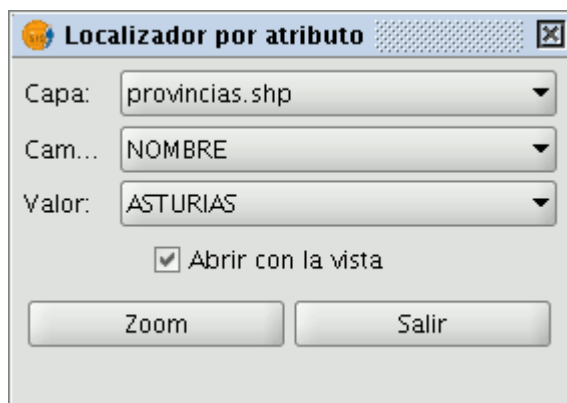 Localizador por atributo
Capa: provincias.shp
Cam... NOMBRE
Valor: ASTURIAS
Abrir con la vista
Zoom Salir